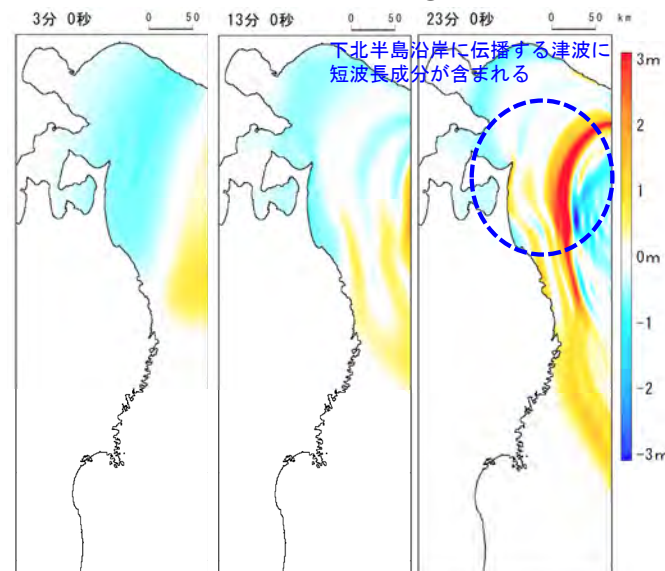 3分 0秒
0 50
13分 0秒
0 50
23分 0秒
0 50 km
下北半島沿岸に伝播する津波に
短波長成分が含まれる
3m
2
1
0m
-1
-2
-3m